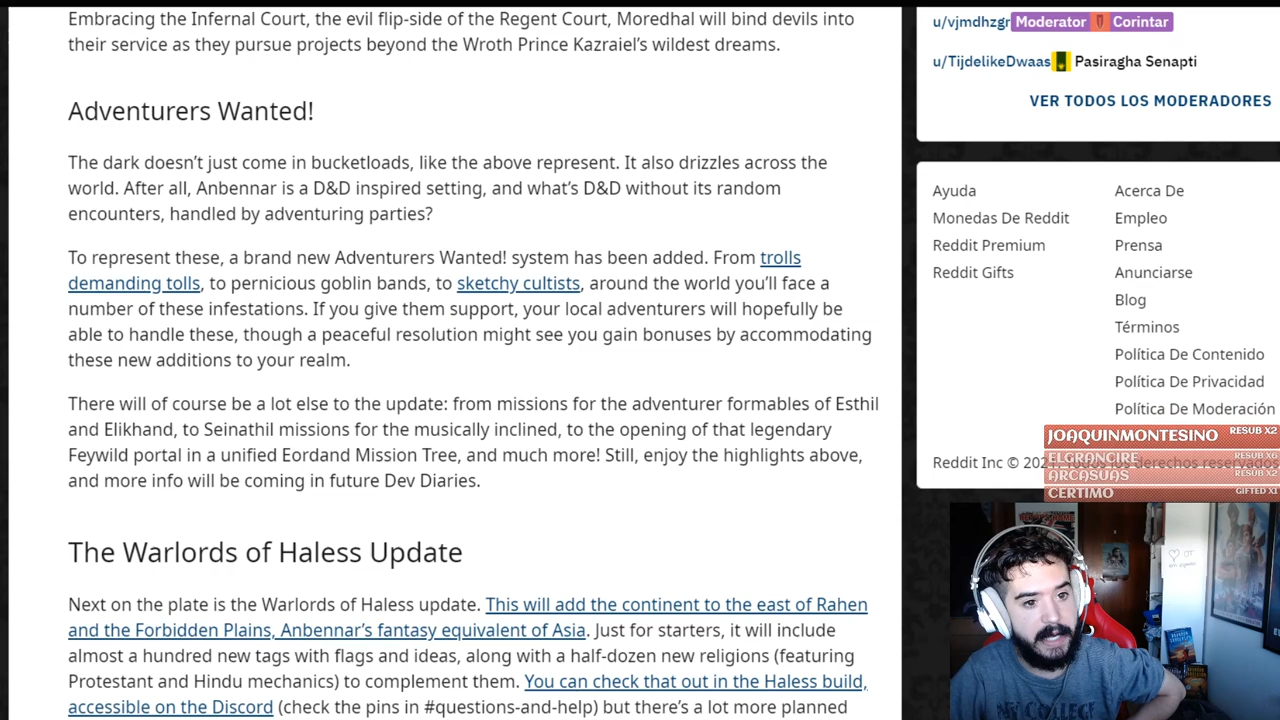 Embracing the Infernal Court, the evil flip-side of the Regent Court, Moredhal will bind devils into
their service as they pursue projects beyond the Wroth Prince Kazraiel’s wildest dreams.
Adventurers Wanted!
The dark doesn’t just come in bucketloads, like the above represent. It also drizzles across the
world. After all, Anbennar is a D&D inspired setting, and what’s D&D without its random
encounters, handled by adventuring parties?
To represent these, a brand new Adventurers Wanted! system has been added. From trolls
demanding tolls, to pernicious goblin bands, to sketchy cultists, around the world you’ll face a
number of these infestations. If you give them support, your local adventurers will hopefully be
able to handle these, though a peaceful resolution might see you gain bonuses by accommodating
these new additions to your realm.
There will of course be a lot else to the update: from missions for the adventurer formables of Esthil
and Elikhand, to Seinathil missions for the musically inclined, to the opening of that legendary
Feywild portal in a unified Eordand Mission Tree, and much more! Still, enjoy the highlights above,
and more info will be coming in future Dev Diaries.
The Warlords of Haless Update
Next on the plate is the Warlords of Haless update. This will add the continent to the east of Rahen
and the Forbidden Plains, Anbennar’s fantasy equivalent of Asia. Just for starters, it will include
almost a hundred new tags with flags and ideas, along with a half-dozen new religions (featuring
Protestant and Hindu mechanics) to complement them. You can check that out in the Haless build,
accessible on the Discord (check the pins in #questions-and-help) but there’s a lot more planned
u/vjmdhzgr Moderator Corintar
u/TijdelikeDwaas Pasiragha Senapti
VER TODOS LOS MODERADORES
Ayuda
Monedas De Reddit
Reddit Premium
Reddit Gifts
Acerca De
Empleo
Prensa
Anunciarse
Blog
Términos
Política De Contenido
Política De Privacidad
Política De Moderación
Reddit Inc © derechos reservados
JOAQUINMONTESINO RESUB X2
ELGRANCIRE RESUB X6
ARCASUAS RESUB X2
CERTIMO GIFTED X1